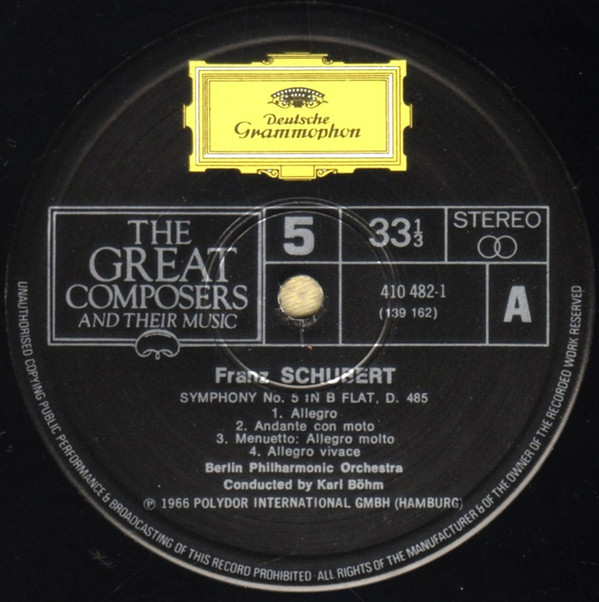 Deutsche
Grammophon
THE
GREAT
COMPOSERS
AND THEIR MUSIC
5
33⅓
STEREO
410 482-1
(139 162)
A
Franz SCHUBERT
SYMPHONY No. 5 IN B FLAT, D. 485
1. Allegro
2. Andante con moto
3. Menuetto: Allegro molto
4. Allegro vivace
Berlin Philharmonic Orchestra
Conducted by Karl Böhm
℗ 1966 POLYDOR INTERNATIONAL GMBH (HAMBURG)
UNAUTHORISED COPYING PUBLIC PERFORMANCE & BROADCASTING OF THIS RECORD PROHIBITED · ALL RIGHTS OF THE MANUFACTURER & OF THE OWNER OF THE RECORDED WORK RESERVED